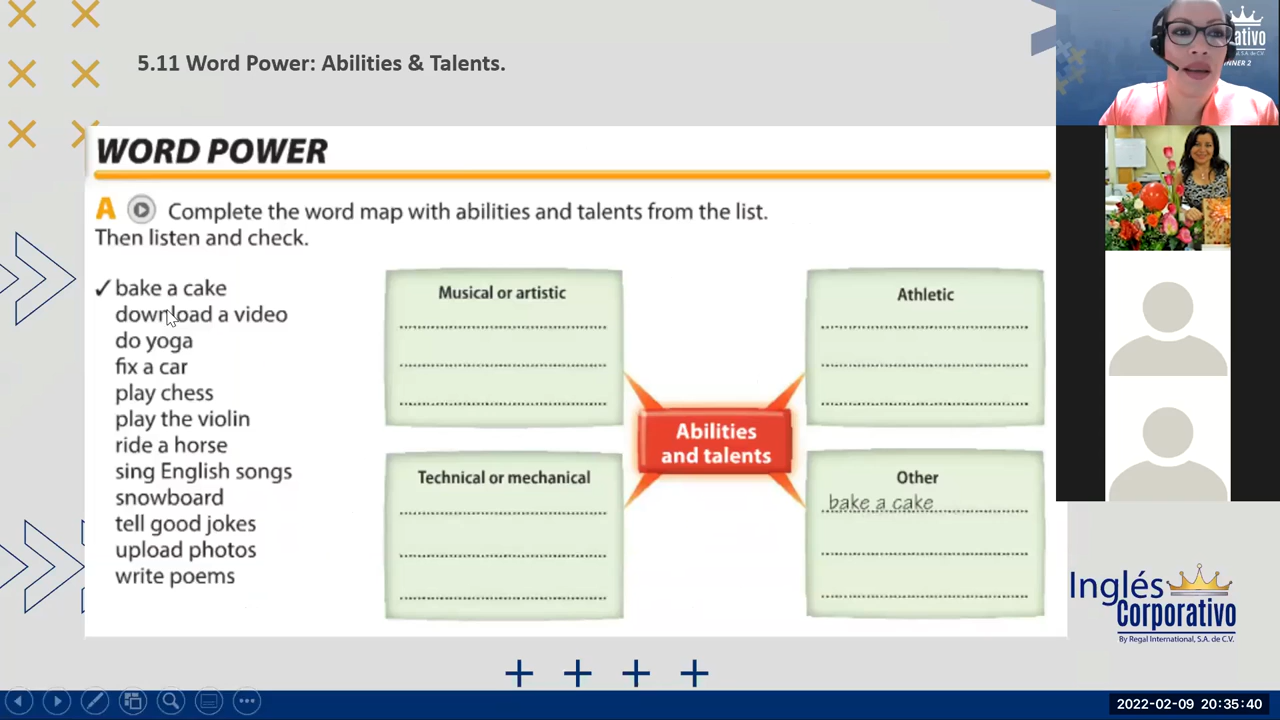 5.11 Word Power: Abilities & Talents.
WORD POWER
A Complete the word map with abilities and talents from the list.
Then listen and check.
✓ bake a cake
download a video
do yoga
fix a car
play chess
play the violin
ride a horse
sing English songs
snowboard
tell good jokes
upload photos
write poems
Musical or artistic
Athletic
Abilities
and talents
Technical or mechanical
Other
bake a cake
Inglés
Corporativo
By Regal International, S.A. de C.V.
2022-02-09 20:35:40